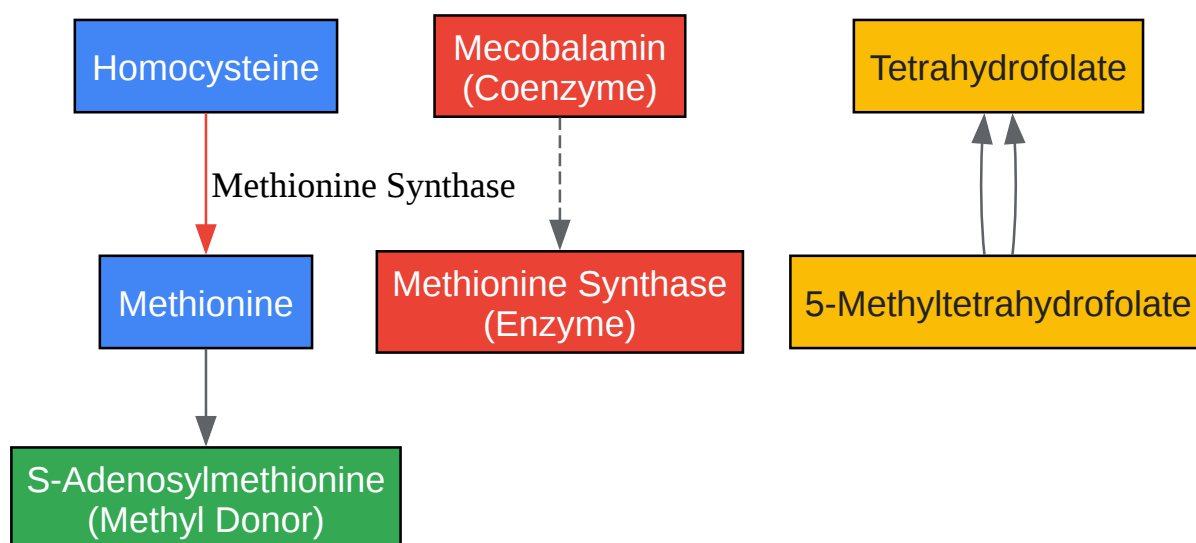 Homocysteine
Mecobalamin
(Coenzyme)
Tetrahydrofolate
Methionine Synthase
Methionine
Methionine Synthase
(Enzyme)
5-Methyltetrahydrofolate
S-Adenosylmethionine
(Methyl Donor)